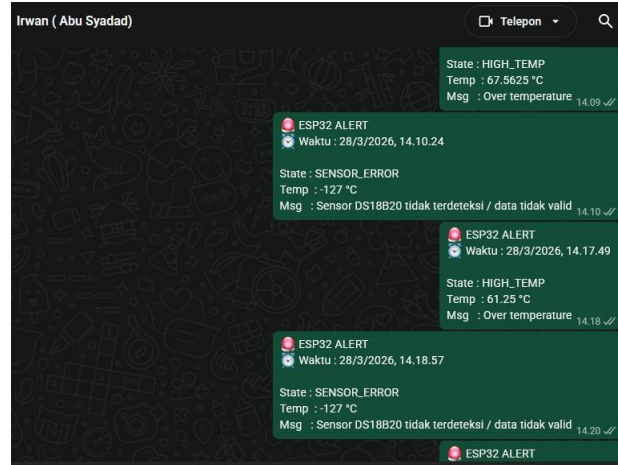 Irwan ( Abu Syadad)
Telepon
State : HIGH_TEMP
Temp : 67.5625 °C
Msg : Over temperature 14.09
ESP32 ALERT
Waktu : 28/3/2026, 14.10.24
State : SENSOR_ERROR
Temp : -127 °C
Msg : Sensor DS18B20 tidak terdeteksi / data tidak valid 14.10
ESP32 ALERT
Waktu : 28/3/2026, 14.17.49
State : HIGH_TEMP
Temp : 61.25 °C
Msg : Over temperature 14.18
ESP32 ALERT
Waktu : 28/3/2026, 14.18.57
State : SENSOR_ERROR
Temp : -127 °C
Msg : Sensor DS18B20 tidak terdeteksi / data tidak valid 14.20
ESP32 ALERT